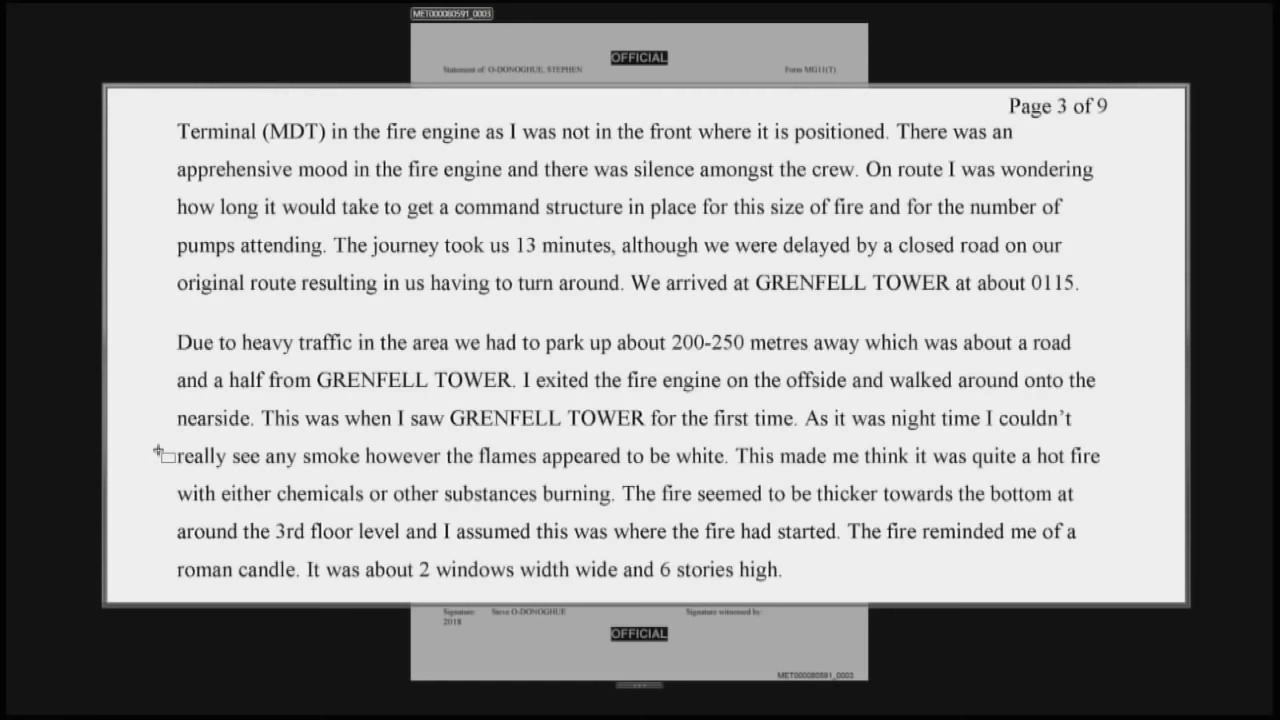 MET000080591_0003
OFFICIAL
Statement of: O-DONOGHUE, STEPHEN Form MG11(T)
Page 3 of 9
Terminal (MDT) in the fire engine as I was not in the front where it is positioned. There was an
apprehensive mood in the fire engine and there was silence amongst the crew. On route I was wondering
how long it would take to get a command structure in place for this size of fire and for the number of
pumps attending. The journey took us 13 minutes, although we were delayed by a closed road on our
original route resulting in us having to turn around. We arrived at GRENFELL TOWER at about 0115.
Due to heavy traffic in the area we had to park up about 200-250 metres away which was about a road
and a half from GRENFELL TOWER. I exited the fire engine on the offside and walked around onto the
nearside. This was when I saw GRENFELL TOWER for the first time. As it was night time I couldn’t
really see any smoke however the flames appeared to be white. This made me think it was quite a hot fire
with either chemicals or other substances burning. The fire seemed to be thicker towards the bottom at
around the 3rd floor level and I assumed this was where the fire had started. The fire reminded me of a
roman candle. It was about 2 windows width wide and 6 stories high.
Signature: Steve O-DONOGHUE Signature witnessed by:
2018
OFFICIAL
MET000080591_0003